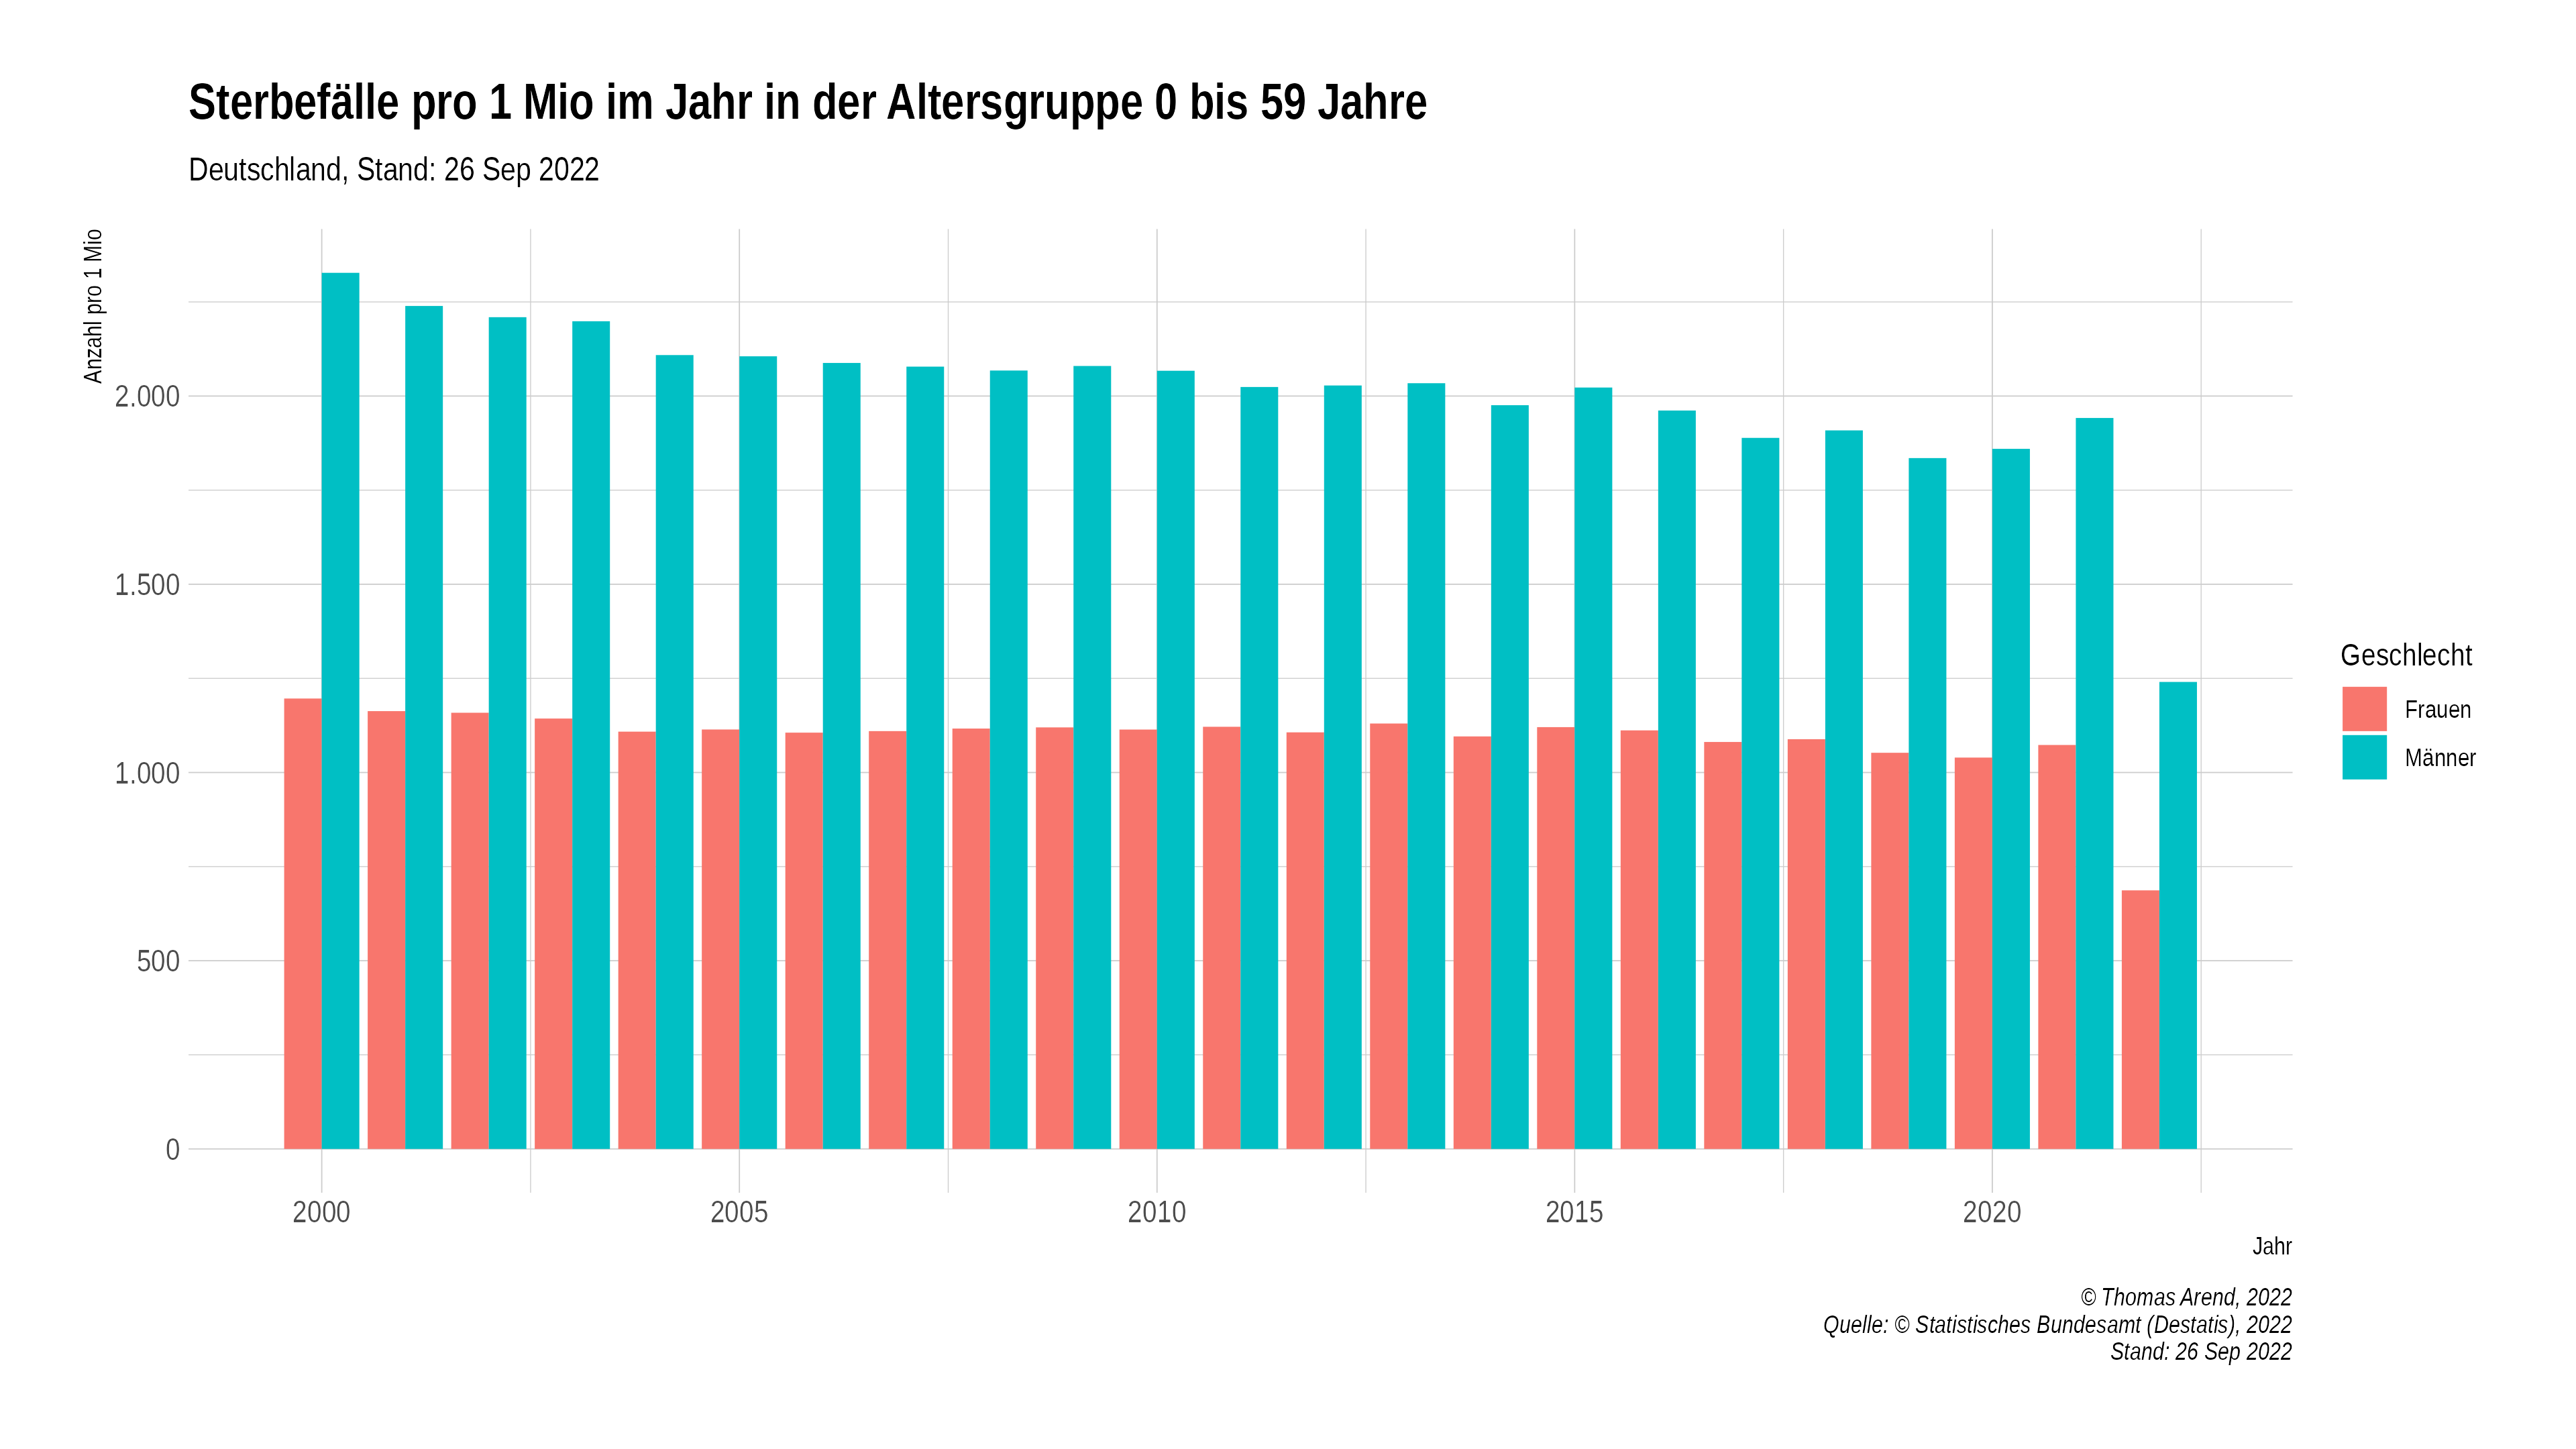 Sterbefälle pro 1 Mio im Jahr in der Altersgruppe 0 bis 59 Jahre
Deutschland, Stand: 26 Sep 2022
Anzahl pro 1 Mio
2.000
1.500
1.000
500
0
2000
2005
2010
2015
2020
Jahr
Geschlecht
Frauen
Männer
© Thomas Arend, 2022
Quelle: © Statistisches Bundesamt (Destatis), 2022
Stand: 26 Sep 2022